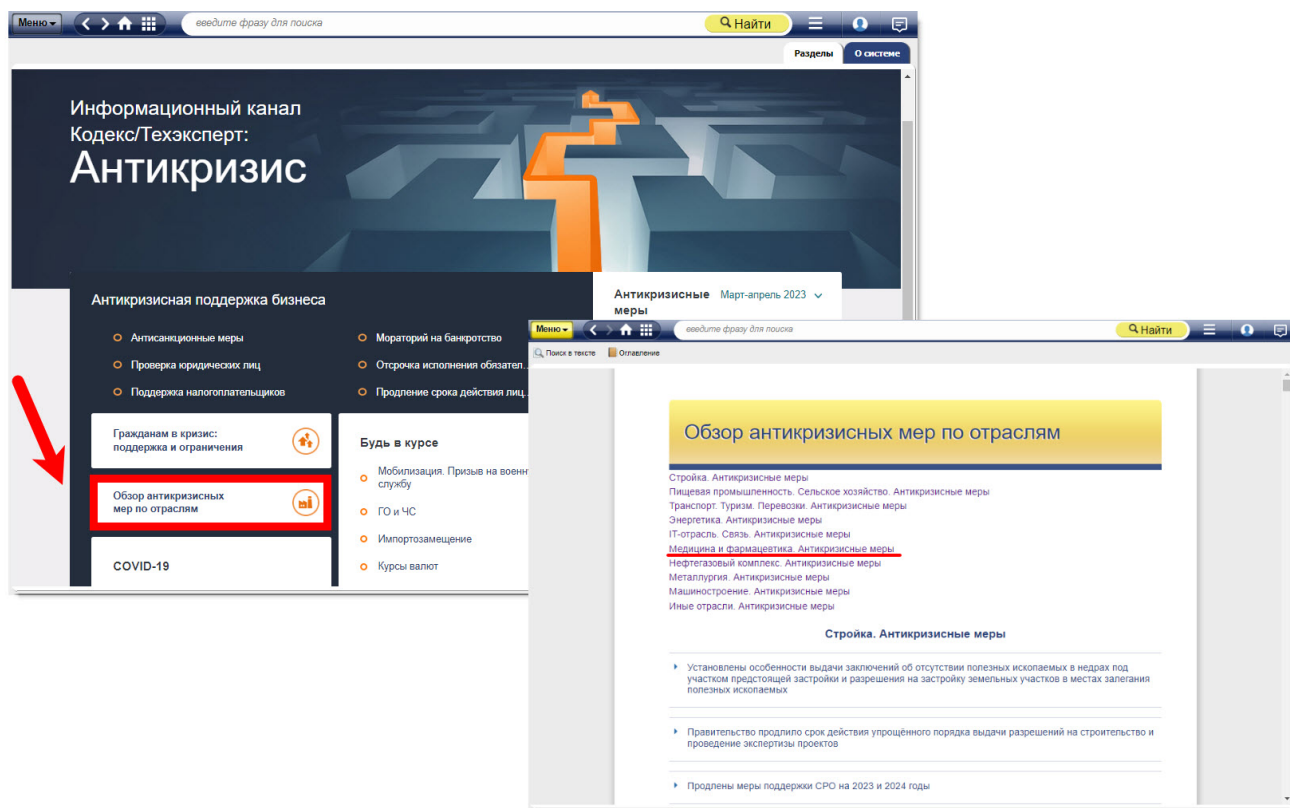 Меню
введите фразу для поиска
Найти
Разделы
О системе
Информационный канал
Кодекс/Техэксперт:
Антикризис
Антикризисная поддержка бизнеса
Антисанкционные меры
Проверка юридических лиц
Поддержка налогоплательщиков
Мораторий на банкротство
Отсрочка исполнения обязател...
Продление срока действия лиц...
Антикризисные меры
Март-апрель 2023
Гражданам в кризис:
поддержка и ограничения
Обзор антикризисных
мер по отраслям
COVID-19
Будь в курсе
Мобилизация. Призыв на военн
службу
ГО и ЧС
Импортозамещение
Курсы валют
Меню
введите фразу для поиска
Найти
Поиск в тексте
Оглавление
Обзор антикризисных мер по отраслям
Стройка. Антикризисные меры
Пищевая промышленность. Сельское хозяйство. Антикризисные меры
Транспорт. Туризм. Перевозки. Антикризисные меры
Энергетика. Антикризисные меры
IT-отрасль. Связь. Антикризисные меры
Медицина и фармацевтика. Антикризисные меры
Нефтегазовый комплекс. Антикризисные меры
Металлургия. Антикризисные меры
Машиностроение. Антикризисные меры
Иные отрасли. Антикризисные меры
Стройка. Антикризисные меры
Установлены особенности выдачи заключений об отсутствии полезных ископаемых в недрах под
участком предстоящей застройки и разрешения на застройку земельных участков в местах залегания
полезных ископаемых
Правительство продлило срок действия упрощённого порядка выдачи разрешений на строительство и
проведение экспертизы проектов
Продлены меры поддержки СРО на 2023 и 2024 годы